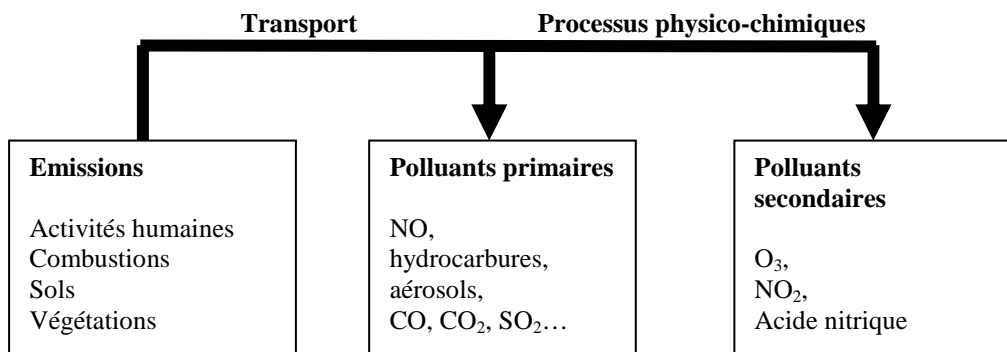 Transport
Processus physico-chimiques
Emissions
Activités humaines
Combustions
Sols
Végétations
Polluants primaires
NO,
hydrocarbures,
aérosols,
CO, CO₂, SO₂…
Polluants
secondaires
O₃,
NO₂,
Acide nitrique